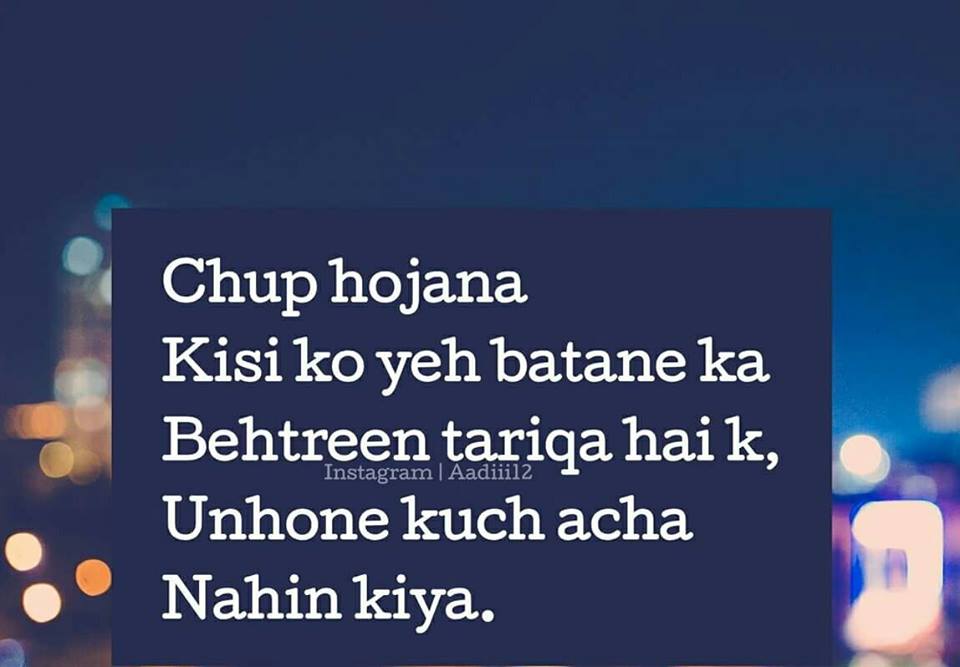 Chup hojana
Kisi ko yeh batane ka
Behtreen tariqa hai k,
Instagram | Aadiii12
Unhone kuch acha
Nahin kiya.